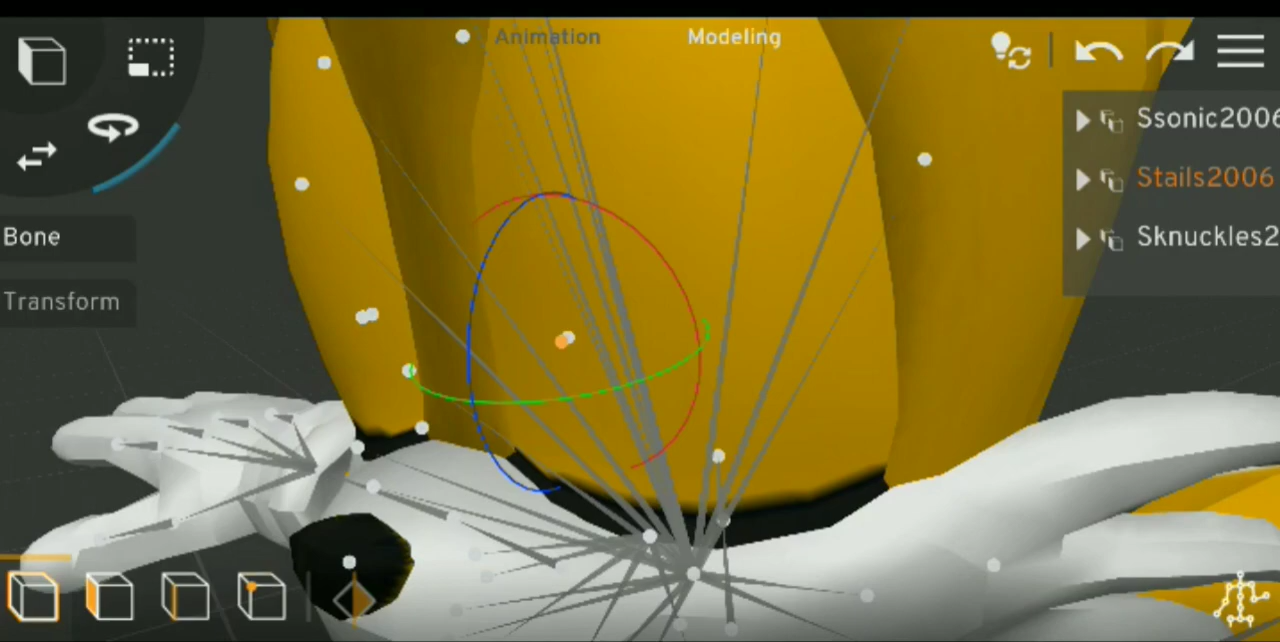 Animation Modeling
Ssonic2006
Bone
Stails2006
Sknuckles2
Transform